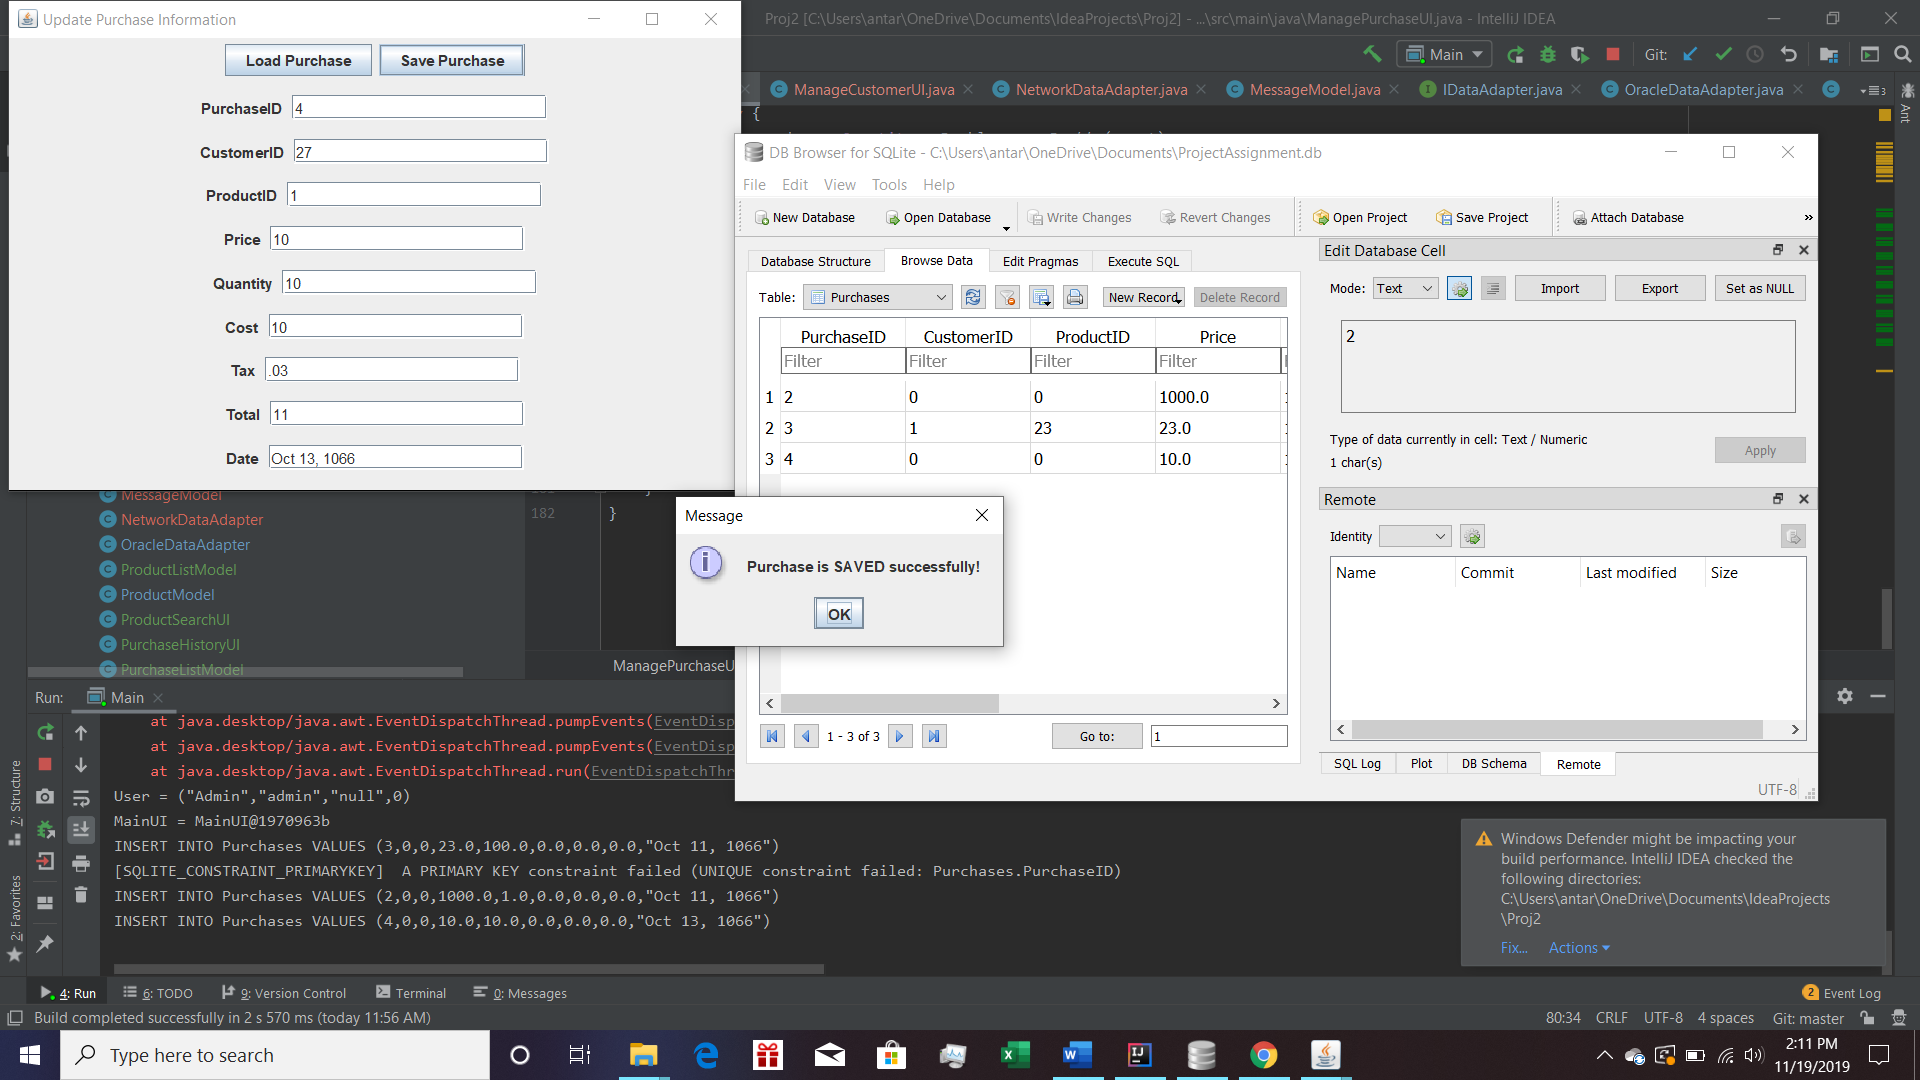 Update Purchase Information
Load Purchase
Save Purchase
PurchaseID 4
CustomerID 27
ProductID 1
Price 10
Quantity 10
Cost 10
Tax .03
Total 11
Date Oct 13, 1066
Proj2 [C:\Users\antar\OneDrive\Documents\IdeaProjects\Proj2] - ...\src\main\java\ManagePurchaseUI.java - IntelliJ IDEA
Main
Git:
ManageCustomerUI.java
NetworkDataAdapter.java
MessageModel.java
IDataAdapter.java
OracleDataAdapter.java
3
Ant
{
DB Browser for SQLite - C:\Users\antar\OneDrive\Documents\ProjectAssignment.db
File Edit View Tools Help
New Database
Open Database
Write Changes
Revert Changes
Open Project
Save Project
Attach Database
»
Database Structure
Browse Data
Edit Pragmas
Execute SQL
Table: Purchases
New Record
Delete Record
PurchaseID CustomerID ProductID Price
Filter Filter Filter Filter
1 2 0 0 1000.0
2 3 1 23 23.0
3 4 0 0 10.0
1 - 3 of 3
Go to: 1
Edit Database Cell
Mode: Text
Import
Export
Set as NULL
2
Type of data currently in cell: Text / Numeric
1 char(s)
Apply
Remote
Identity
Name Commit Last modified Size
SQL Log
Plot
DB Schema
Remote
UTF-8
Message
Purchase is SAVED successfully!
OK
MessageModel
NetworkDataAdapter
OracleDataAdapter
ProductListModel
ProductModel
ProductSearchUI
PurchaseHistoryUI
PurchaseListModel
182 }
ManagePurchaseU
Run: Main
at java.desktop/java.awt.EventDispatchThread.pumpEvents(EventDisp
at java.desktop/java.awt.EventDispatchThread.pumpEvents(EventDisp
at java.desktop/java.awt.EventDispatchThread.run(EventDispatchThr
User = ("Admin","admin","null",0)
MainUI = MainUI@1970963b
INSERT INTO Purchases VALUES (3,0,0,23.0,100.0,0.0,0.0,0.0,"Oct 11, 1066")
[SQLITE_CONSTRAINT_PRIMARYKEY]  A PRIMARY KEY constraint failed (UNIQUE constraint failed: Purchases.PurchaseID)
INSERT INTO Purchases VALUES (2,0,0,1000.0,1.0,0.0,0.0,0.0,"Oct 11, 1066")
INSERT INTO Purchases VALUES (4,0,0,10.0,10.0,0.0,0.0,0.0,"Oct 13, 1066")
7: Structure
2: Favorites
Windows Defender might be impacting your
build performance. IntelliJ IDEA checked the
following directories:
C:\Users\antar\OneDrive\Documents\IdeaProjects
\Proj2
Fix...
Actions
4: Run
6: TODO
9: Version Control
Terminal
0: Messages
2 Event Log
Build completed successfully in 2 s 570 ms (today 11:56 AM)
80:34 CRLF UTF-8 4 spaces Git: master
Type here to search
2:11 PM
11/19/2019